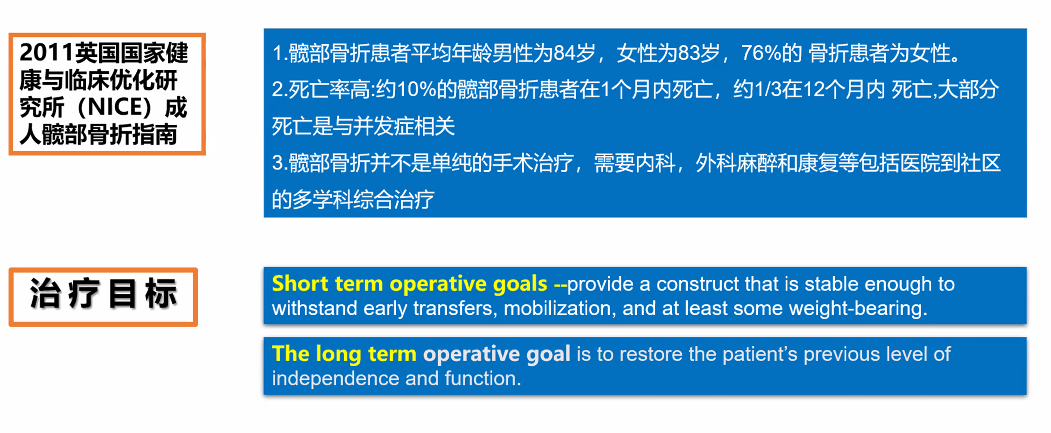 2011英国国家健
康与临床优化研
究所（NICE）成
人髋部骨折指南
1.髋部骨折患者平均年龄男性为84岁，女性为83岁，76%的 骨折患者为女性。
2.死亡率高:约10%的髋部骨折患者在1个月内死亡，约1/3在12个月内 死亡,大部分
死亡是与并发症相关
3.髋部骨折并不是单纯的手术治疗，需要内科，外科麻醉和康复等包括医院到社区
的多学科综合治疗
治疗目标
Short term operative goals --provide a construct that is stable enough to
withstand early transfers, mobilization, and at least some weight-bearing.
The long term operative goal is to restore the patient's previous level of
independence and function.